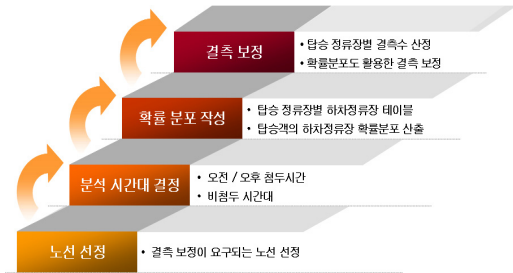 결측 보정
• 탑승 정류장별 결측수 산정
• 확률분포도 활용한 결측 보정
확률 분포 작성
• 탑승 정류장별 하차정류장 테이블
• 탑승객의 하차정류장 확률분포 산출
분석 시간대 결정
• 오전 / 오후 첨두시간
• 비첨두 시간대
노선 선정
• 결측 보정이 요구되는 노선 선정